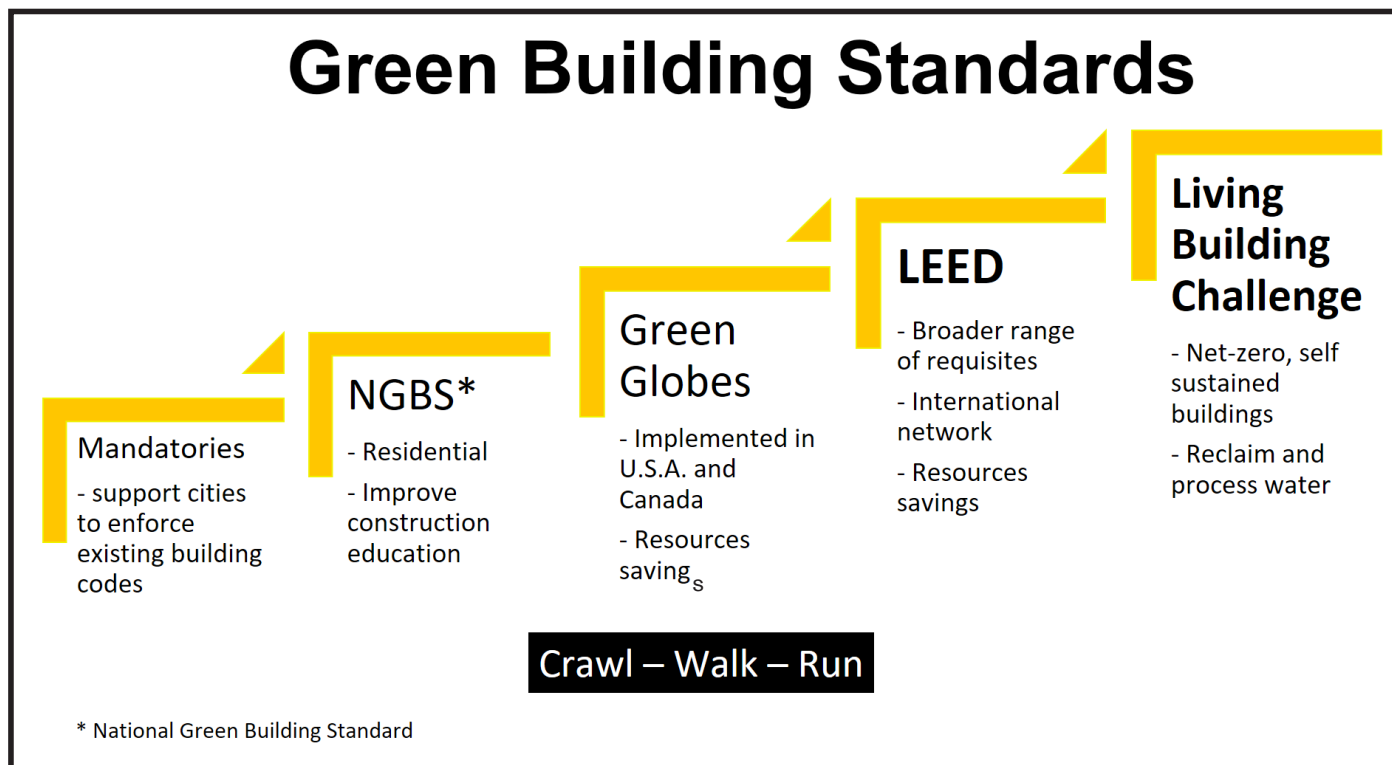 Green Building Standards
Mandatories
- support cities
to enforce
existing building
codes
NGBS*
- Residential
- Improve
construction
education
Green
Globes
- Implemented in
U.S.A. and
Canada
- Resources
savings
LEED
- Broader range
of requisites
- International
network
- Resources
savings
Living
Building
Challenge
- Net-zero, self
sustained
buildings
- Reclaim and
process water
Crawl – Walk – Run
* National Green Building Standard